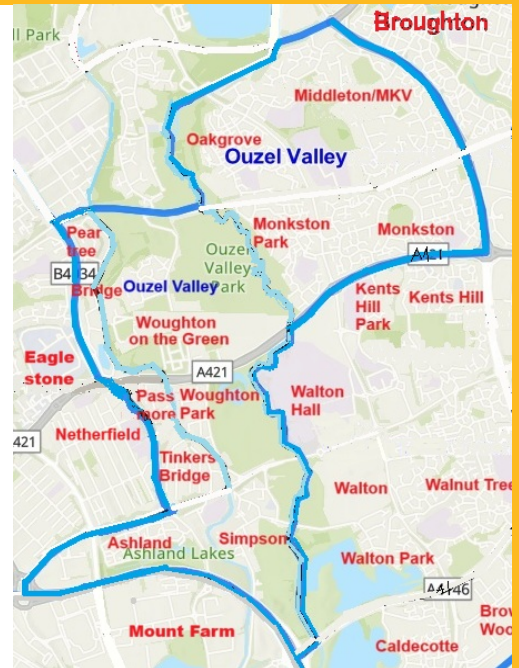 Broughton
ll Park
Middleton/MKV
Oakgrove
Ouzel Valley
Monkston
Park
Monkston
Pear
tree
Bridge
Ouzel
Valley
Park
A421
B4034
Ouzel Valley
Kents
Hill
Park
Kents Hill
Woughton
on the Green
Eagle
stone
A421
Pass
more
Woughton
Park
Walton
Hall
421
Netherfield
Tinkers
Bridge
Walton
Walnut Tree
Ashland
Simpson
Ashland Lakes
Walton Park
A4146
Mount Farm
Brow
Woo
Caldecotte